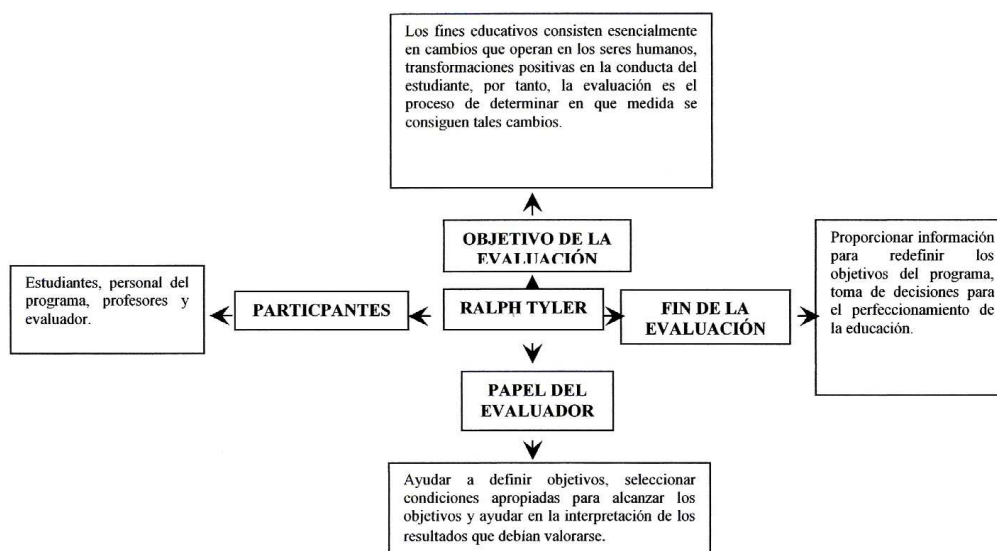 Los fines educativos consisten esencialmente
en cambios que operan en los seres humanos,
transformaciones positivas en la conducta del
estudiante, por tanto, la evaluación es el
proceso de determinar en que medida se
consiguen tales cambios.
OBJETIVO DE LA
EVALUACIÓN
Estudiantes, personal del
programa, profesores y
evaluador.
PARTICPANTES
RALPH TYLER
FIN DE LA
EVALUACIÓN
Proporcionar información
para redefinir los
objetivos del programa,
toma de decisiones para
el perfeccionamiento de
la educación.
PAPEL DEL
EVALUADOR
Ayudar a definir objetivos, seleccionar
condiciones apropiadas para alcanzar los
objetivos y ayudar en la interpretación de los
resultados que debían valorarse.